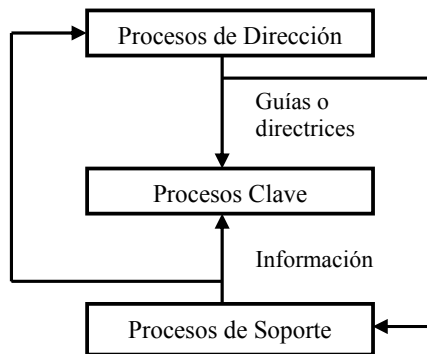 Procesos de Dirección
Guías o
directrices
Procesos Clave
Información
Procesos de Soporte